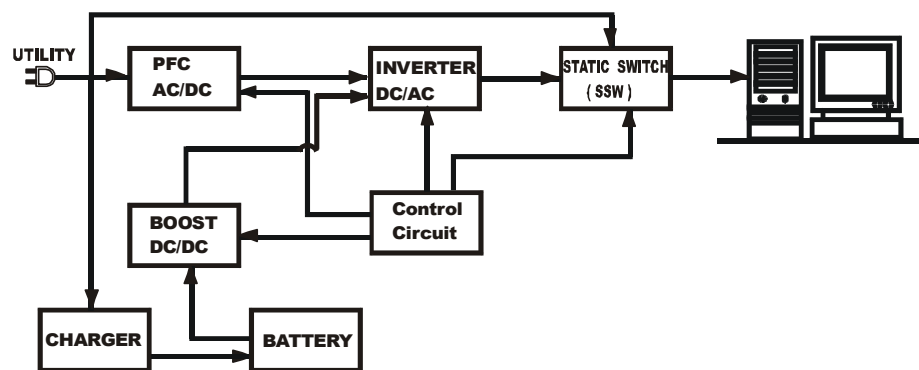 UTILITY
PFC
AC/DC
INVERTER
DC/AC
STATIC SWITCH
( SSW )
BOOST
DC/DC
Control
Circuit
CHARGER
BATTERY